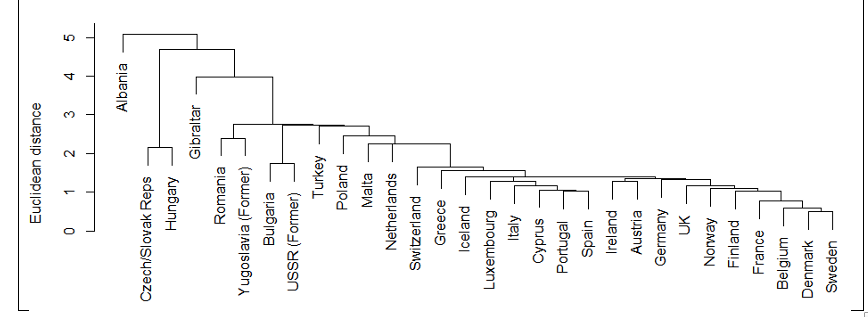 Euclidean distance
5
4
3
2
1
0
Albania
Czech/Slovak Reps
Hungary
Gibraltar
Romania
Yugoslavia (Former)
Bulgaria
USSR (Former)
Turkey
Poland
Malta
Netherlands
Switzerland
Greece
Iceland
Luxembourg
Italy
Cyprus
Portugal
Spain
Ireland
Austria
Germany
UK
Norway
Finland
France
Belgium
Denmark
Sweden